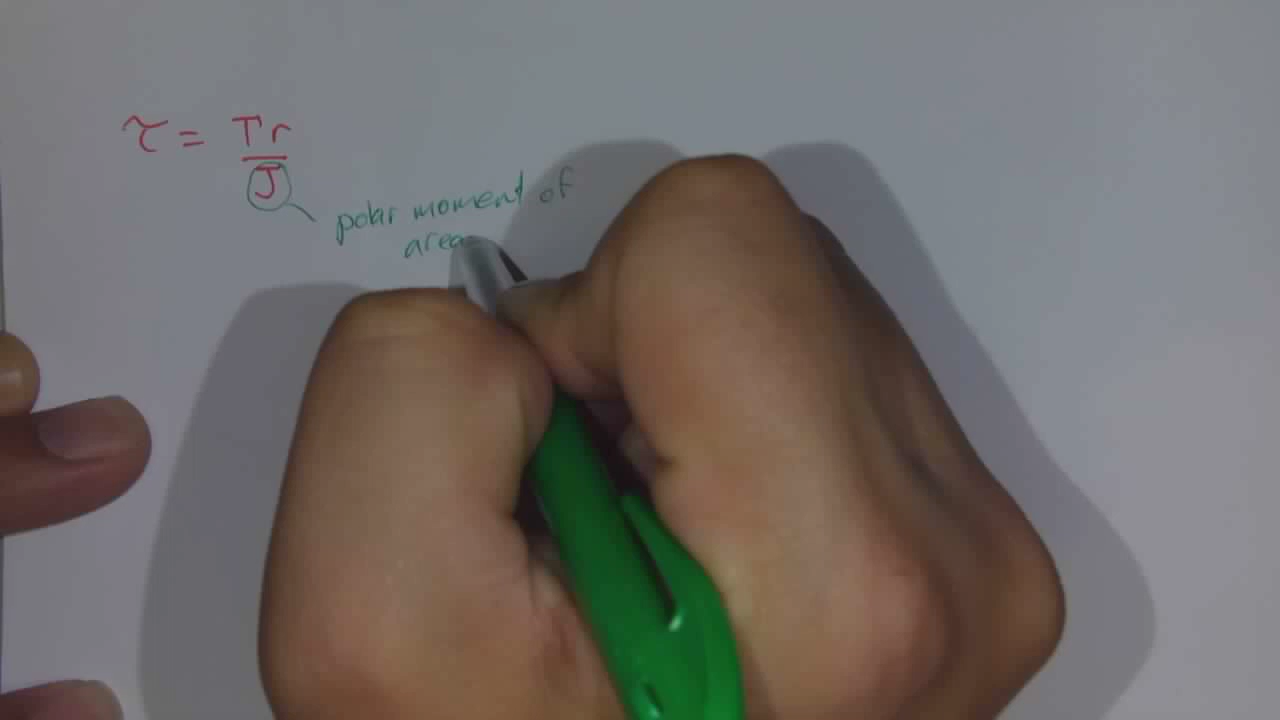 τ = Tr
J
polar moment of
area